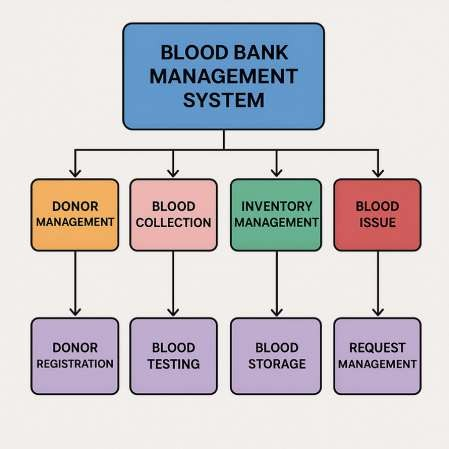 BLOOD BANK
MANAGEMENT
SYSTEM
DONOR
MANAGEMENT
BLOOD
COLLECTION
INVENTORY
MANAGEMENT
BLOOD
ISSUE
DONOR
REGISTRATION
BLOOD
TESTING
BLOOD
STORAGE
REQUEST
MANAGEMENT